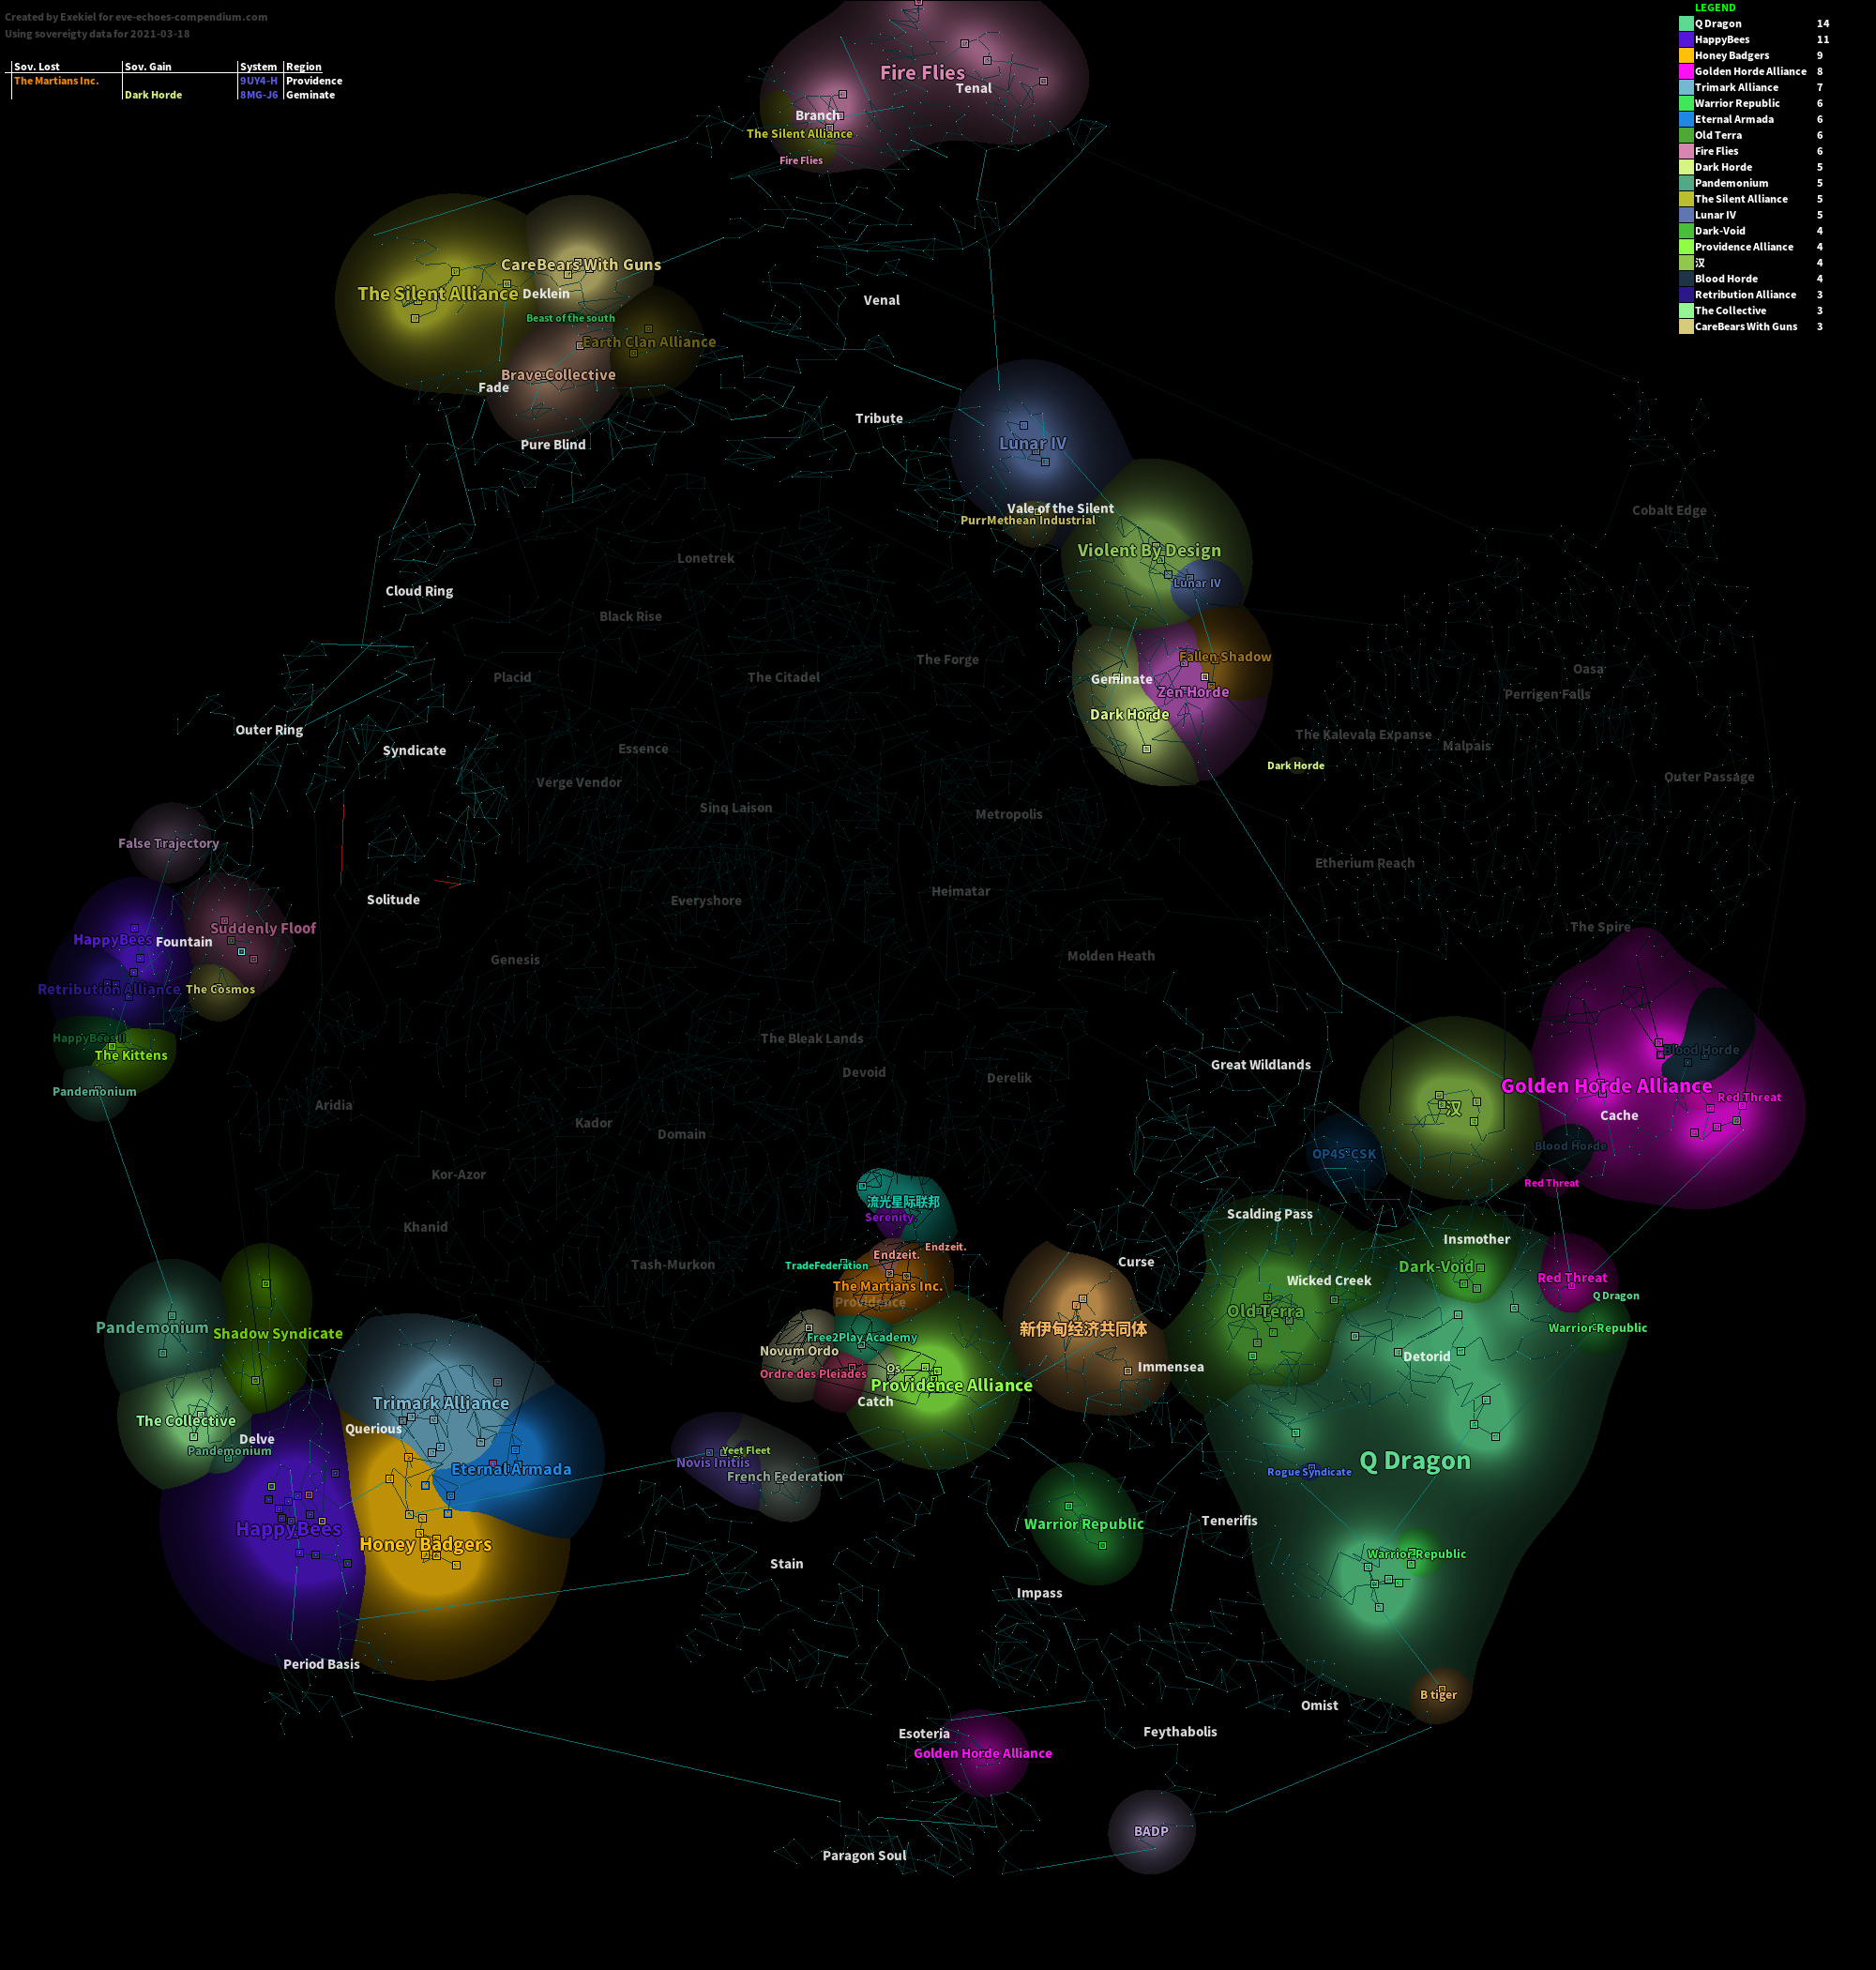 Created by Exekiel for eve-echoes-compendium.com
Using sovereigty data for 2021-03-18
Sov. Lost Sov. Gain System Region
The Martians Inc. 9UY4-H Providence
Dark Horde 8MG-J6 Geminate
LEGEND
Q Dragon 14
HappyBees 11
Honey Badgers 9
Golden Horde Alliance 8
Trimark Alliance 7
Warrior Republic 6
Eternal Armada 6
Old Terra 6
Fire Flies 6
Dark Horde 5
Pandemonium 5
The Silent Alliance 5
Lunar IV 5
Dark-Void 4
Providence Alliance 4
汉 4
Blood Horde 4
Retribution Alliance 3
The Collective 3
CareBears With Guns 3
Fire Flies
Tenal
Branch
The Silent Alliance
Fire Flies
CareBears With Guns
The Silent Alliance
Deklein
Venal
Beast of the south
Earth Clan Alliance
Brave Collective
Fade
Tribute
Pure Blind
Lunar IV
Vale of the Silent
PurrMethean Industrial
Cobalt Edge
Violent By Design
Lonetrek
Lunar IV
Cloud Ring
Black Rise
The Forge
Fallen Shadow
Oasa
Placid
The Citadel
Geminate
Zen Horde
Perrigen Falls
Dark Horde
Outer Ring
The Kalevala Expanse
Syndicate
Essence
Malpais
Dark Horde
Verge Vendor
Outer Passage
Sinq Laison
Metropolis
False Trajectory
Etherium Reach
Solitude
Everyshore
Heimatar
Suddenly Floof
The Spire
HappyBees
Fountain
Genesis
Molden Heath
Retribution Alliance
The Cosmos
HappyBees II
The Bleak Lands
Blood Horde
The Kittens
Great Wildlands
Devoid
Derelik
Golden Horde Alliance
Pandemonium
Red Threat
Aridia
汉
Cache
Kador
Domain
Blood Horde
OP4S-CSK
Kor-Azor
Red Threat
流光星际联邦
Serenity
Scalding Pass
Khanid
Insmother
Endzeit.
Endzeit.
Tash-Murkon
TradeFederation
Curse
Dark-Void
Red Threat
The Martians Inc.
Wicked Creek
Q Dragon
Providence
Old Terra
Pandemonium
Shadow Syndicate
Free2Play Academy
新伊甸经济共同体
Warrior Republic
Novum Ordo
Detorid
Os
Immensea
Ordre des Pleiades
Providence Alliance
Trimark Alliance
Catch
The Collective
Querious
Delve
Pandemonium
Yeet Fleet
Novis Initiis
Q Dragon
Eternal Armada
French Federation
Rogue Syndicate
HappyBees
Warrior Republic
Tenerifis
Honey Badgers
Warrior Republic
Stain
Impass
Period Basis
B tiger
Omist
Esoteria
Feythabolis
Golden Horde Alliance
BADP
Paragon Soul